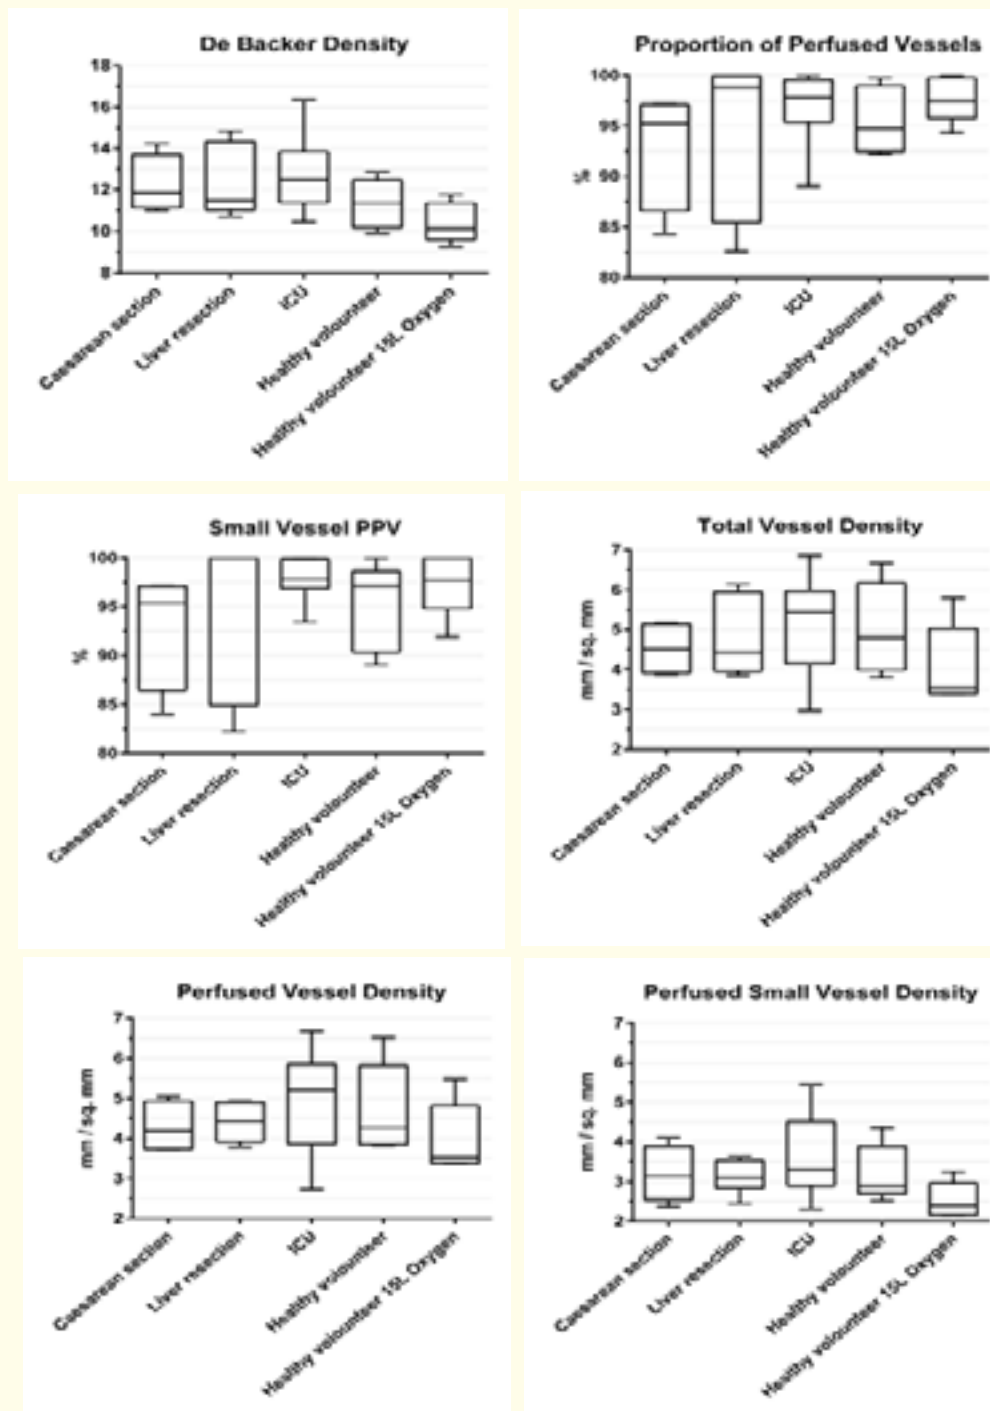 De Backer Density
18
16
14
12
10
8
Caesarean section
Liver resection
ICU
Healthy volounteer
Healthy volounteer 15L Oxygen
Proportion of Perfused Vessels
100
95
90
85
80
%
Caesarean section
Liver resection
ICU
Healthy volounteer
Healthy volounteer 15L Oxygen
Small Vessel PPV
100
95
90
85
80
%
Caesarean section
Liver resection
ICU
Healthy volounteer
Healthy volounteer 15L Oxygen
Total Vessel Density
7
6
5
4
3
2
mm / sq. mm
Caesarean section
Liver resection
ICU
Healthy volounteer
Healthy volounteer 15L Oxygen
Perfused Vessel Density
7
6
5
4
3
2
mm / sq. mm
Caesarean section
Liver resection
ICU
Healthy volounteer
Healthy volounteer 15L Oxygen
Perfused Small Vessel Density
7
6
5
4
3
2
mm / sq. mm
Caesarean section
Liver resection
ICU
Healthy volounteer
Healthy volounteer 15L Oxygen